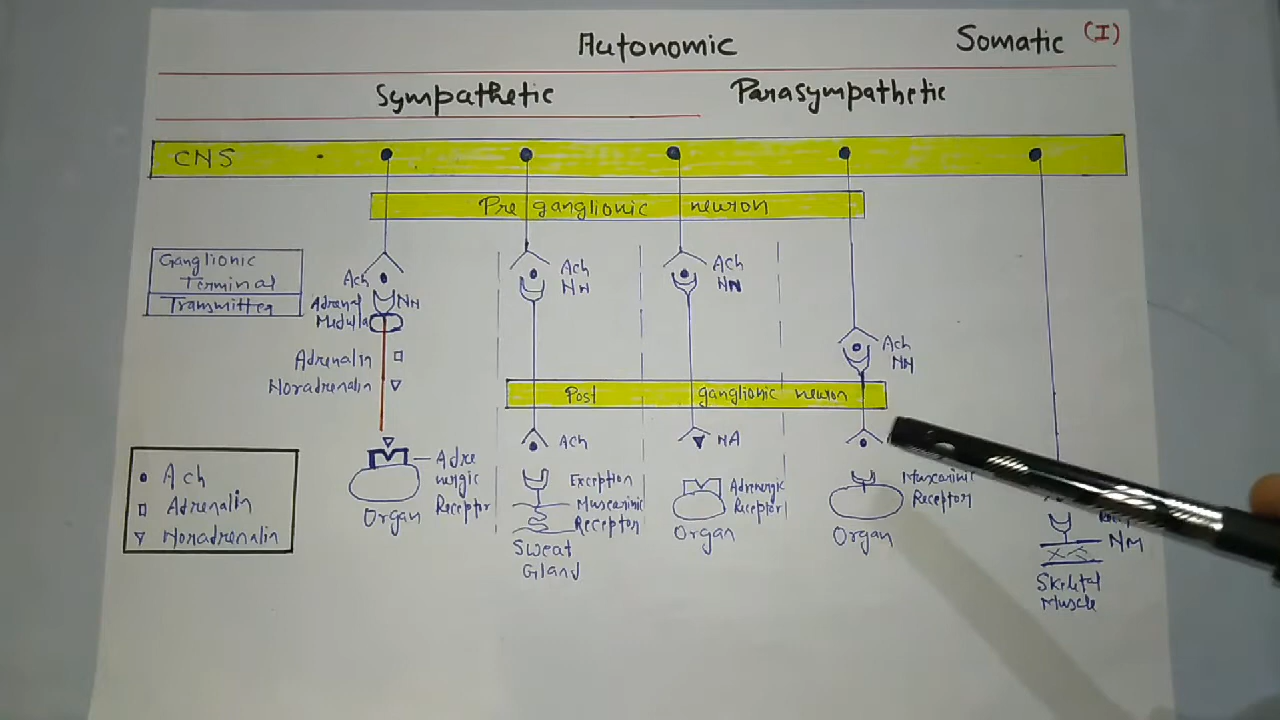 Autonomic
Somatic (I)
Sympathetic
Parasympathetic
CNS
Pre ganglionic neuron
Ganglionic
Terminal
Transmitter
Ach
NN
Adrenal
Medulla
Adrenalin
Noradrenalin
Adre
nergic
Receptor
Organ
Ach
NN
Ach
NN
Ach
NN
Post ganglionic neuron
Ach
Exception
Muscarinic
Receptor
Sweat
Gland
NA
Adrenergic
Receptor
Organ
Muscarinic
Receptor
Organ
NM
Skeletal
Muscle
Ach
Adrenalin
Noradrenalin